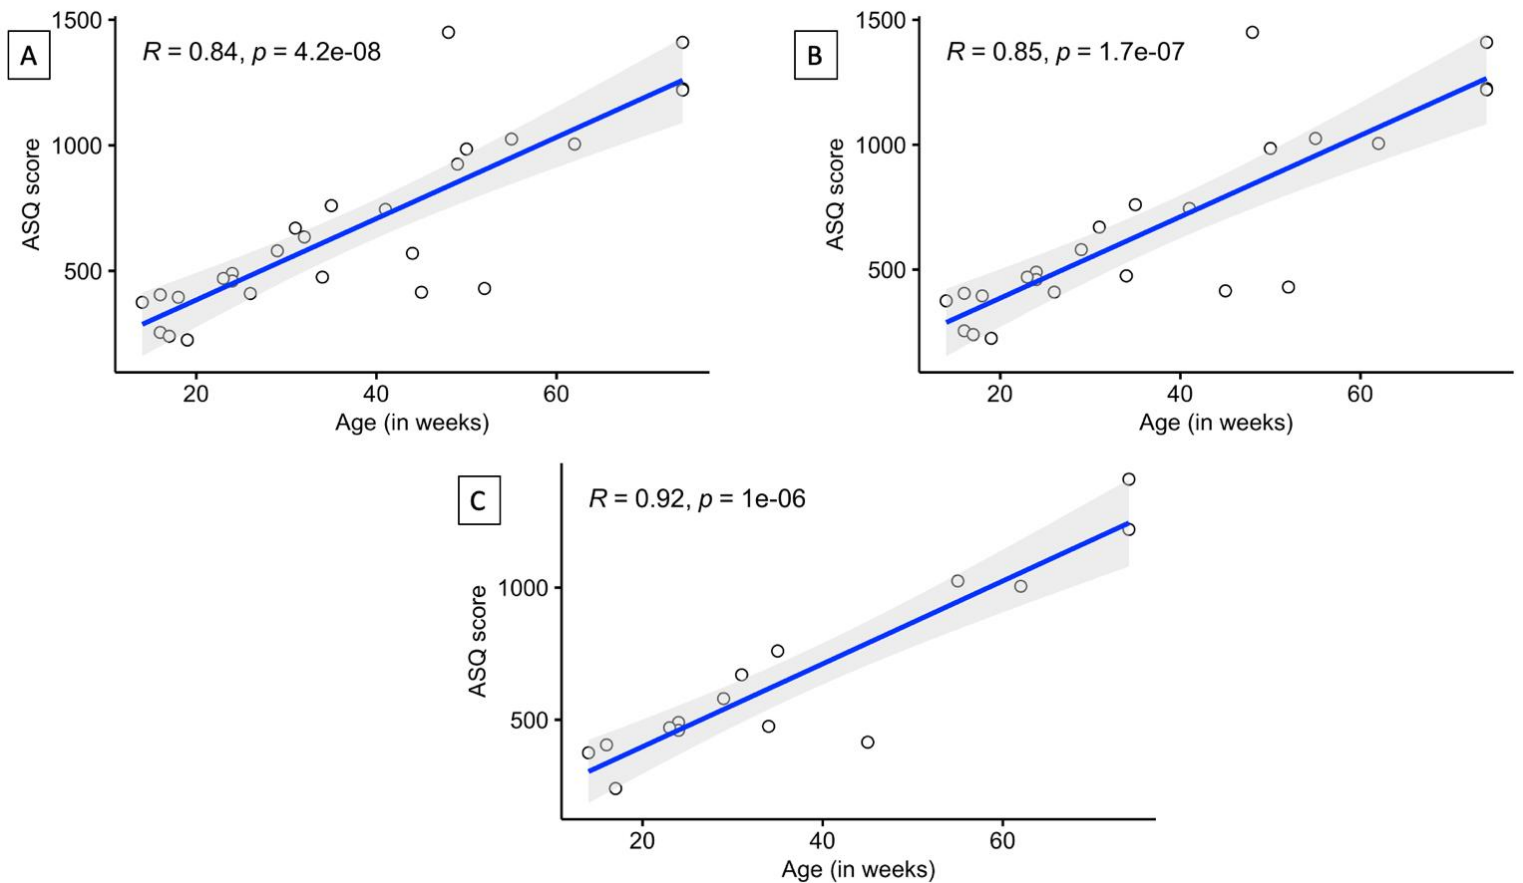 A
R = 0.84, p = 4.2e-08
1500
1000
500
ASQ score
20 40 60
Age (in weeks)
B
R = 0.85, p = 1.7e-07
1500
1000
500
ASQ score
20 40 60
Age (in weeks)
C
R = 0.92, p = 1e-06
1000
500
ASQ score
20 40 60
Age (in weeks)